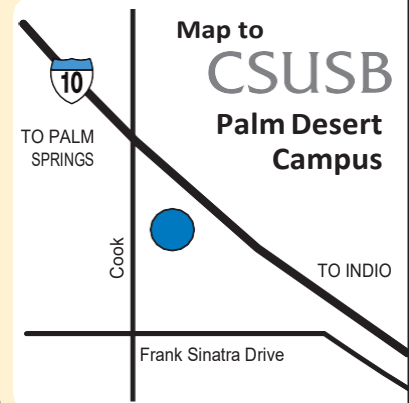 Map to
CSUSB
Palm Desert
Campus
10
TO PALM
SPRINGS
Cook
TO INDIO
Frank Sinatra Drive